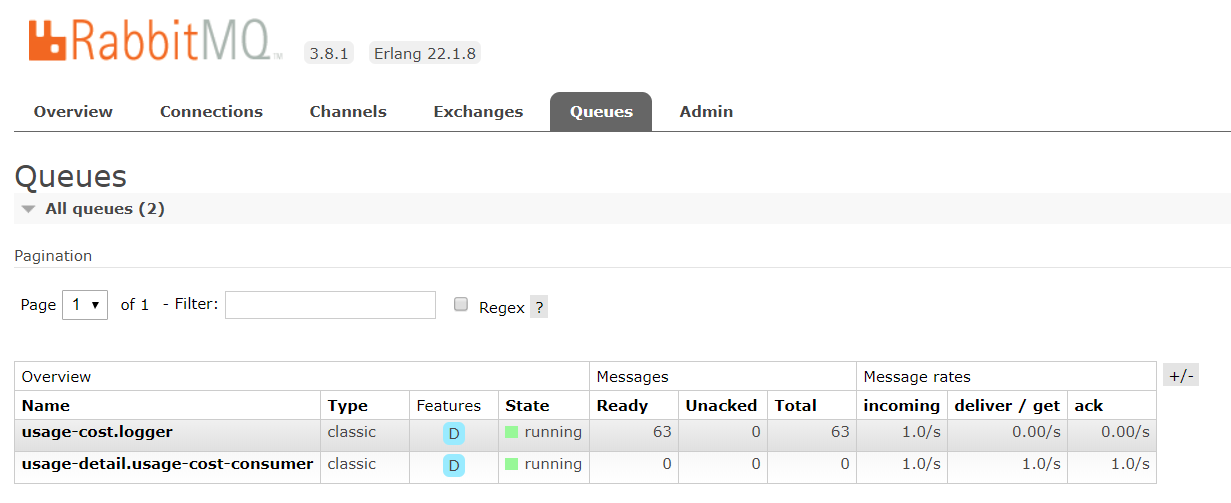 RabbitMQ™ 3.8.1 Erlang 22.1.8
Overview Connections Channels Exchanges Queues Admin
Queues
All queues (2)
Pagination
Page 1 of 1 - Filter: Regex ?
Overview Messages Message rates +/-
Name Type Features State Ready Unacked Total incoming deliver / get ack
usage-cost.logger classic D running 63 0 63 1.0/s 0.00/s 0.00/s
usage-detail.usage-cost-consumer classic D running 0 0 0 1.0/s 1.0/s 1.0/s